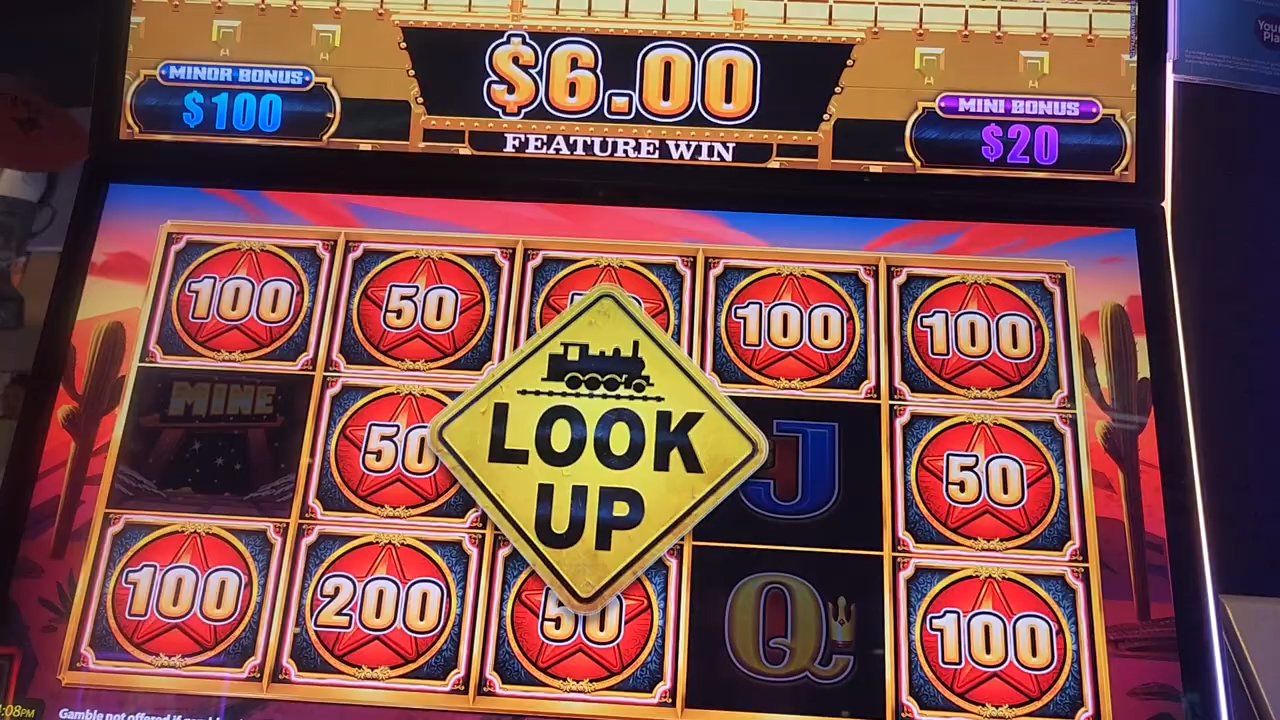 MINOR BONUS
$100
$6.00
FEATURE WIN
MINI BONUS
$20
100
50
100
100
MINE
50
LOOK
UP
J
50
100
200
50
Q
100
Gamble not offered if